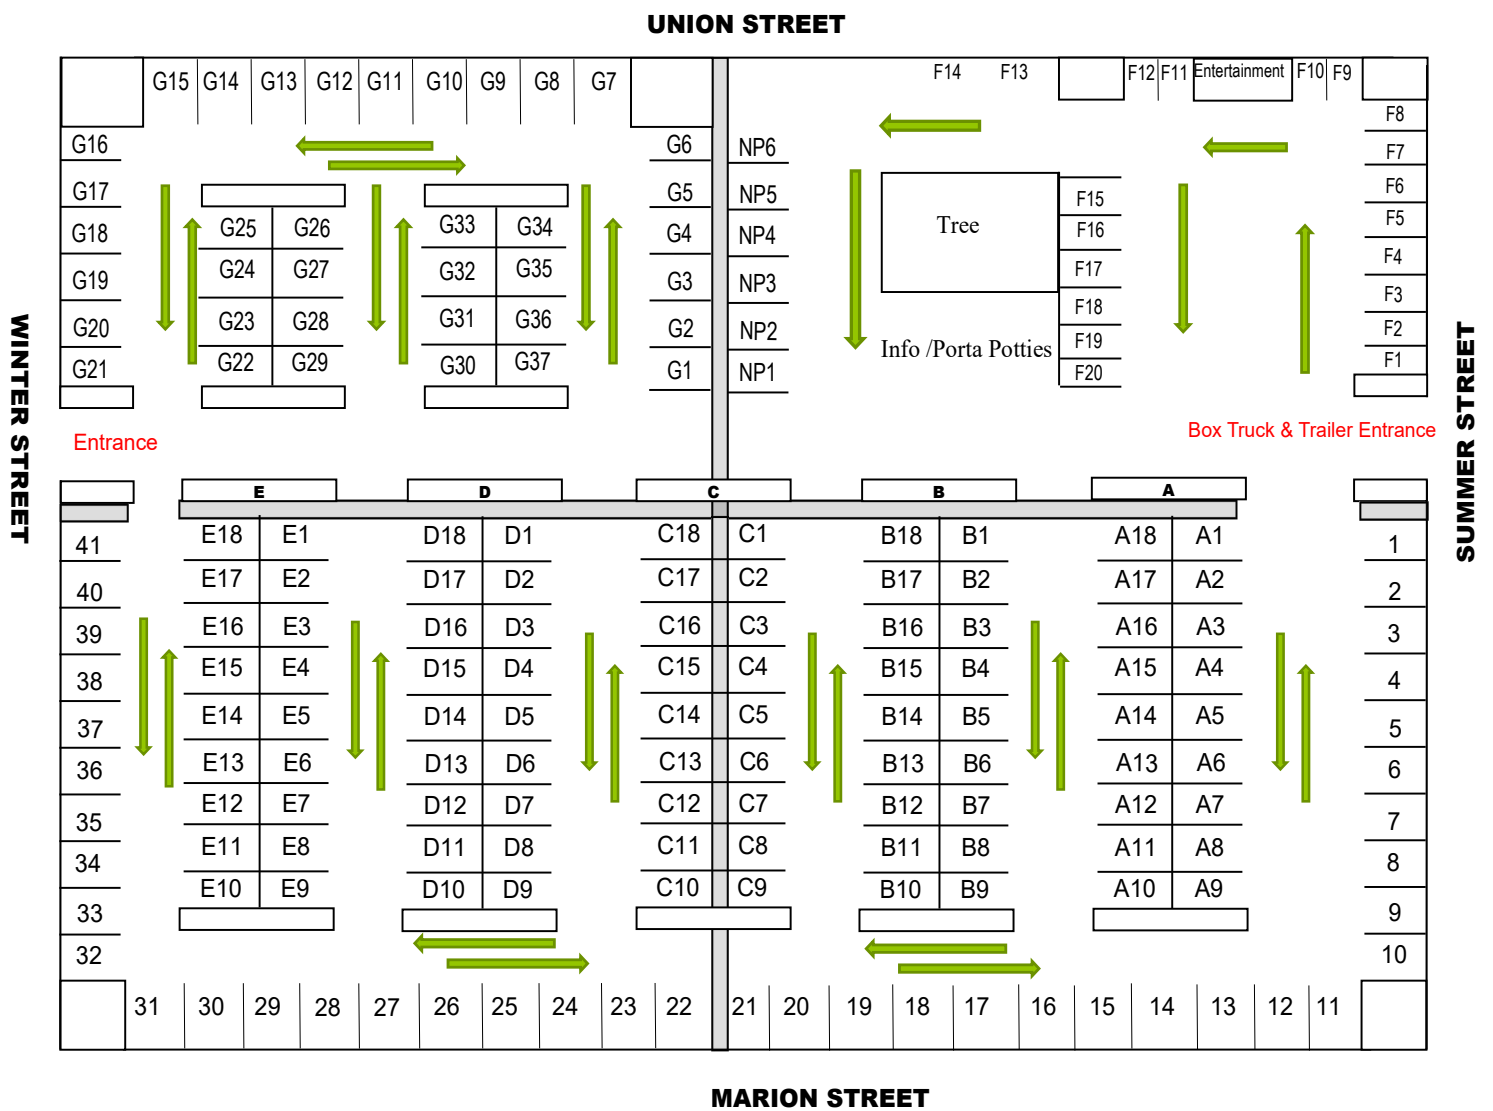 UNION STREET
G15 G14 G13 G12 G11 G10 G9 G8 G7
F14 F13 F12 F11 Entertainment F10 F9
F8
G16 G6 NP6 F7
G17 G5 NP5 F6
F15
G25 G26 G33 G34
G18 G4 NP4 Tree F16 F5
G24 G27 G32 G35
G19 G3 NP3 F17 F4
F3
G23 G28 G31 G36 F18
G20 G2 NP2 F19 F2
Info /Porta Potties
G22 G29 G30 G37
G21 G1 NP1 F20 F1
WINTER STREET
SUMMER STREET
Entrance
Box Truck & Trailer Entrance
E D C B A
41 E18 E1 D18 D1 C18 C1 B18 B1 A18 A1 1
40 E17 E2 D17 D2 C17 C2 B17 B2 A17 A2 2
39 E16 E3 D16 D3 C16 C3 B16 B3 A16 A3 3
38 E15 E4 D15 D4 C15 C4 B15 B4 A15 A4 4
37 E14 E5 D14 D5 C14 C5 B14 B5 A14 A5 5
36 E13 E6 D13 D6 C13 C6 B13 B6 A13 A6 6
35 E12 E7 D12 D7 C12 C7 B12 B7 A12 A7 7
34 E11 E8 D11 D8 C11 C8 B11 B8 A11 A8 8
33 E10 E9 D10 D9 C10 C9 B10 B9 A10 A9 9
32 10
31 30 29 28 27 26 25 24 23 22 21 20 19 18 17 16 15 14 13 12 11
MARION STREET